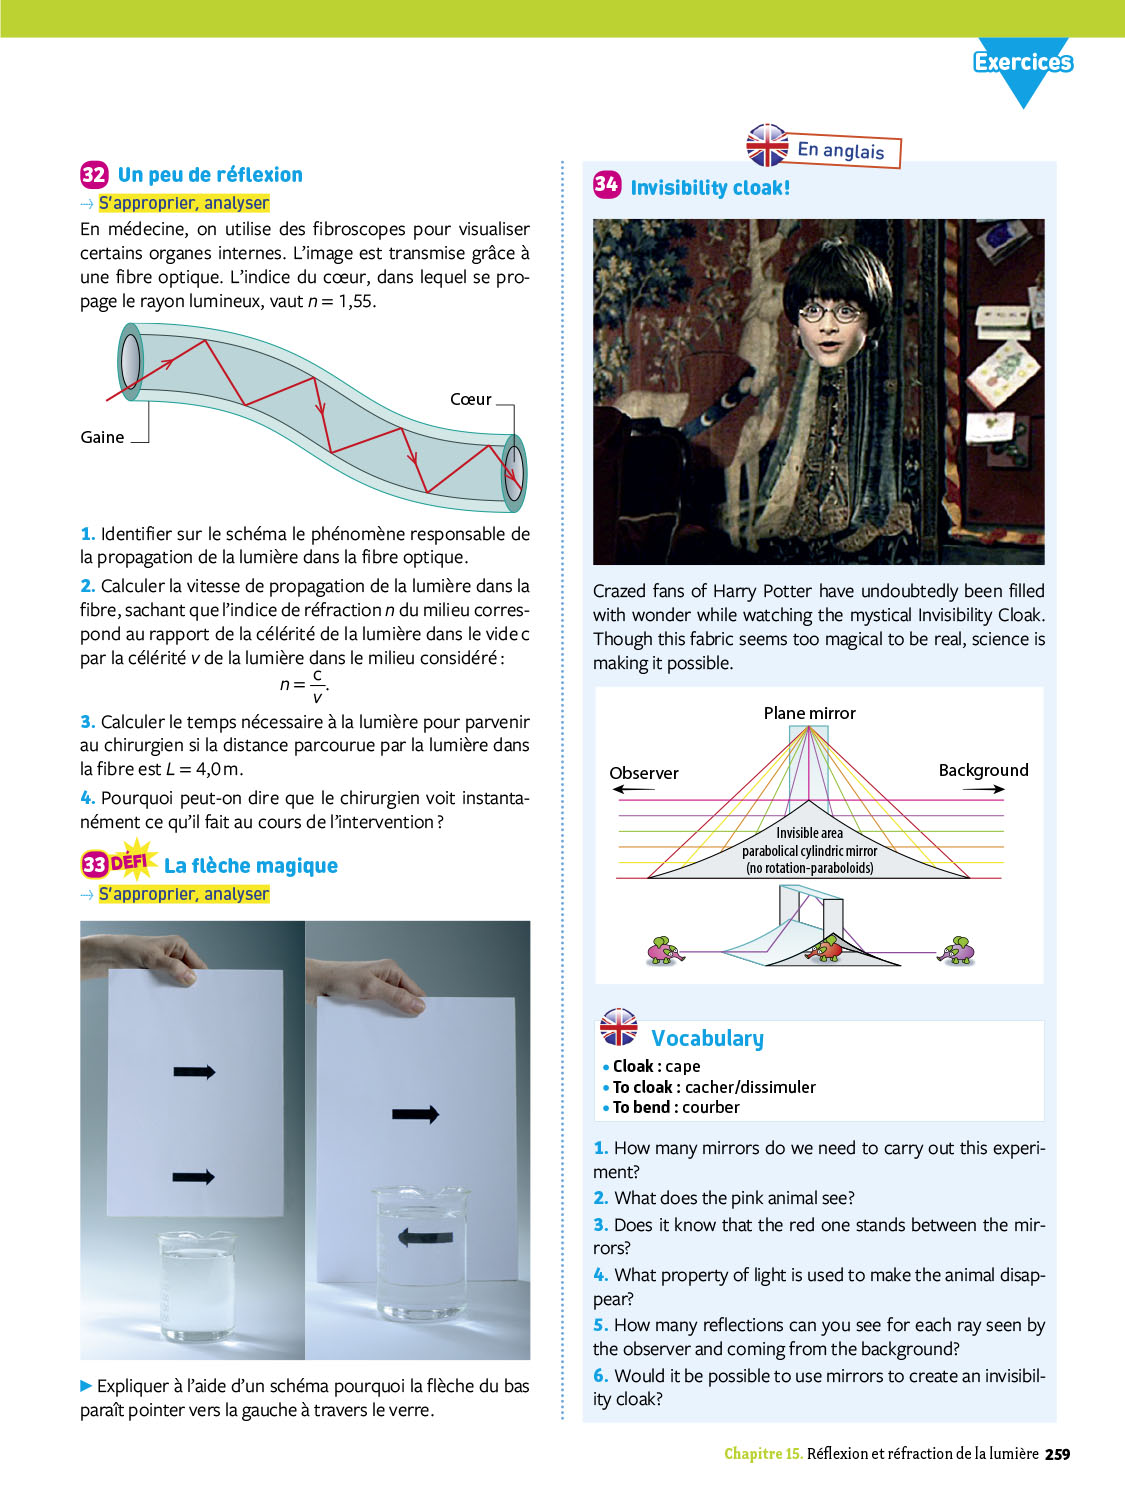 Exercices
32 Un peu de réflexion
S'approprier, analyser
En médecine, on utilise des fibroscopes pour visualiser
certains organes internes. L'image est transmise grâce à
une fibre optique. L'indice du cœur, dans lequel se pro-
page le rayon lumineux, vaut n = 1,55.
Cœur
Gaine
1. Identifier sur le schéma le phénomène responsable de
la propagation de la lumière dans la fibre optique.
2. Calculer la vitesse de propagation de la lumière dans la
fibre, sachant que l'indice de réfraction n du milieu corres-
pond au rapport de la célérité de la lumière dans le vide c
par la célérité v de la lumière dans le milieu considéré :
n = c/v.
3. Calculer le temps nécessaire à la lumière pour parvenir
au chirurgien si la distance parcourue par la lumière dans
la fibre est L = 4,0 m.
4. Pourquoi peut-on dire que le chirurgien voit instanta-
nément ce qu'il fait au cours de l'intervention ?
33 DÉFI La flèche magique
S'approprier, analyser
Expliquer à l'aide d'un schéma pourquoi la flèche du bas
paraît pointer vers la gauche à travers le verre.
En anglais
34 Invisibility cloak!
Crazed fans of Harry Potter have undoubtedly been filled
with wonder while watching the mystical Invisibility Cloak.
Though this fabric seems too magical to be real, science is
making it possible.
Plane mirror
Observer
Background
Invisible area
parabolical cylindric mirror
(no rotation-paraboloids)
Vocabulary
• Cloak : cape
• To cloak : cacher/dissimuler
• To bend : courber
1. How many mirrors do we need to carry out this experi-
ment?
2. What does the pink animal see?
3. Does it know that the red one stands between the mir-
rors?
4. What property of light is used to make the animal disap-
pear?
5. How many reflections can you see for each ray seen by
the observer and coming from the background?
6. Would it be possible to use mirrors to create an invisibil-
ity cloak?
Chapitre 15. Réflexion et réfraction de la lumière 259